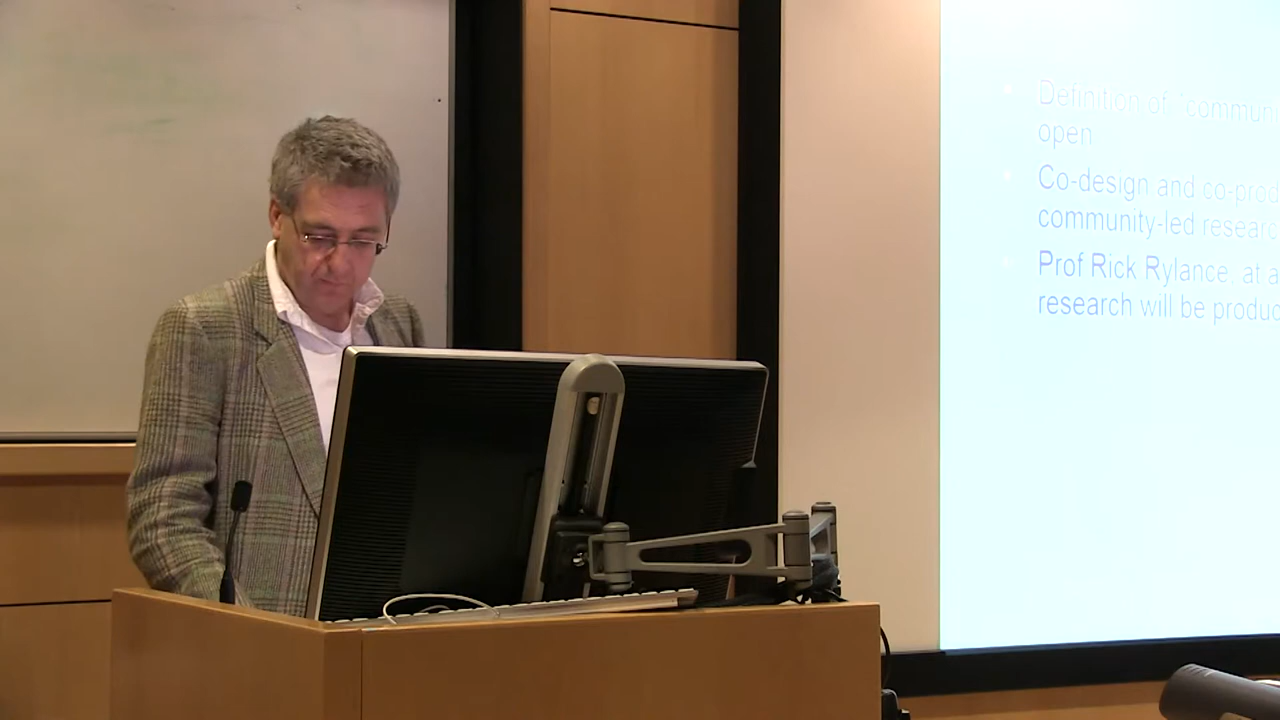 Definition of `communi
open
Co-design and co-prod
community-led researc
Prof Rick Rylance, at a
research will be produc